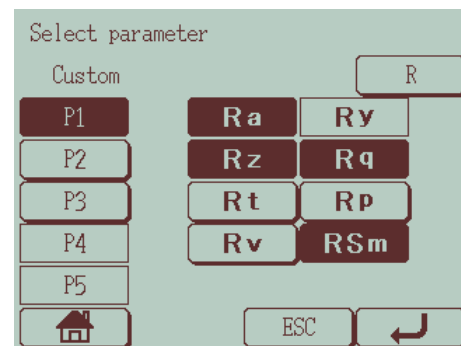 Select parameter
Custom R
P1 Ra Ry
P2 Rz Rq
P3 Rt Rp
P4 Rv RSm
P5
ESC